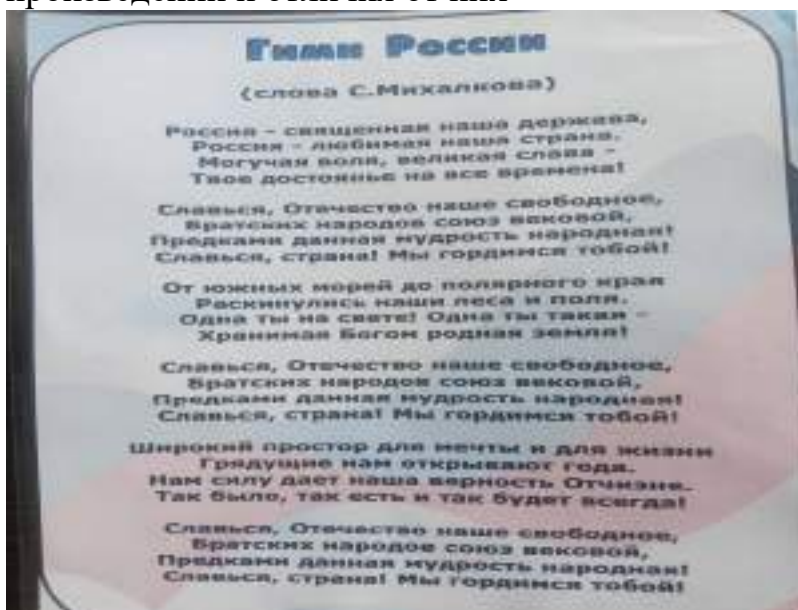 Гимн России
(слова С.Михалкова)
Россия – священная наша держава,
Россия – любимая наша страна.
Могучая воля, великая слава –
Твое достоянье на все времена!
Славься, Отечество наше свободное,
Братских народов союз вековой,
Предками данная мудрость народная!
Славься, страна! Мы гордимся тобой!
От южных морей до полярного края
Раскинулись наши леса и поля.
Одна ты на свете! Одна ты такая –
Хранимая Богом родная земля!
Славься, Отечество наше свободное,
Братских народов союз вековой,
Предками данная мудрость народная!
Славься, страна! Мы гордимся тобой!
Широкий простор для мечты и для жизни
Грядущие нам открывают года.
Нам силу дает наша верность Отчизне.
Так было, так есть и так будет всегда!
Славься, Отечество наше свободное,
Братских народов союз вековой,
Предками данная мудрость народная!
Славься, страна! Мы гордимся тобой!